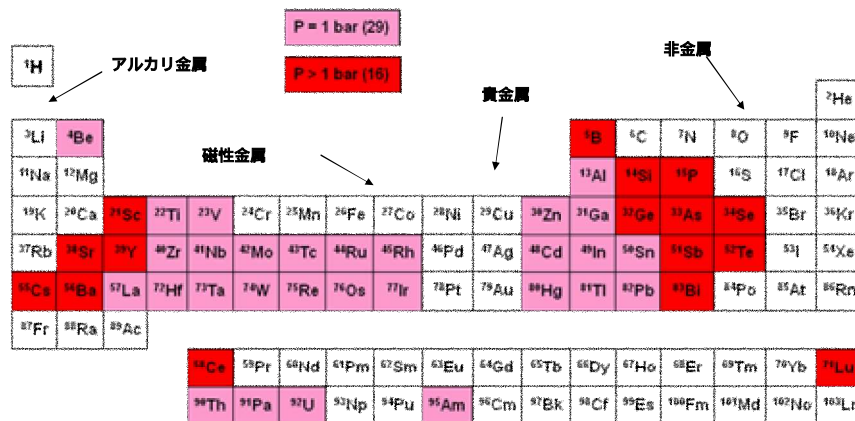 P = 1 bar (29)
¹H
アルカリ金属
非金属
P > 1 bar (16)
貴金属
²He
³Li ⁴Be ⁵B ⁶C ⁷N ⁸O ⁹F ¹⁰Ne
磁性金属
¹¹Na ¹²Mg ¹³Al ¹⁴Si ¹⁵P ¹⁶S ¹⁷Cl ¹⁸Ar
¹⁹K ²⁰Ca ²¹Sc ²²Ti ²³V ²⁴Cr ²⁵Mn ²⁶Fe ²⁷Co ²⁸Ni ²⁹Cu ³⁰Zn ³¹Ga ³²Ge ³³As ³⁴Se ³⁵Br ³⁶Kr
³⁷Rb ³⁸Sr ³⁹Y ⁴⁰Zr ⁴¹Nb ⁴²Mo ⁴³Tc ⁴⁴Ru ⁴⁵Rh ⁴⁶Pd ⁴⁷Ag ⁴⁸Cd ⁴⁹In ⁵⁰Sn ⁵¹Sb ⁵²Te ⁵³I ⁵⁴Xe
⁵⁵Cs ⁵⁶Ba ⁵⁷La ⁷²Hf ⁷³Ta ⁷⁴W ⁷⁵Re ⁷⁶Os ⁷⁷Ir ⁷⁸Pt ⁷⁹Au ⁸⁰Hg ⁸¹Tl ⁸²Pb ⁸³Bi ⁸⁴Po ⁸⁵At ⁸⁶Rn
⁸⁷Fr ⁸⁸Ra ⁸⁹Ac
⁵⁸Ce ⁵⁹Pr ⁶⁰Nd ⁶¹Pm ⁶²Sm ⁶³Eu ⁶⁴Gd ⁶⁵Tb ⁶⁶Dy ⁶⁷Ho ⁶⁸Er ⁶⁹Tm ⁷⁰Yb ⁷¹Lu
⁹⁰Th ⁹¹Pa ⁹²U ⁹³Np ⁹⁴Pu ⁹⁵Am ⁹⁶Cm ⁹⁷Bk ⁹⁸Cf ⁹⁹Es ¹⁰⁰Fm ¹⁰¹Md ¹⁰²No ¹⁰³Lr